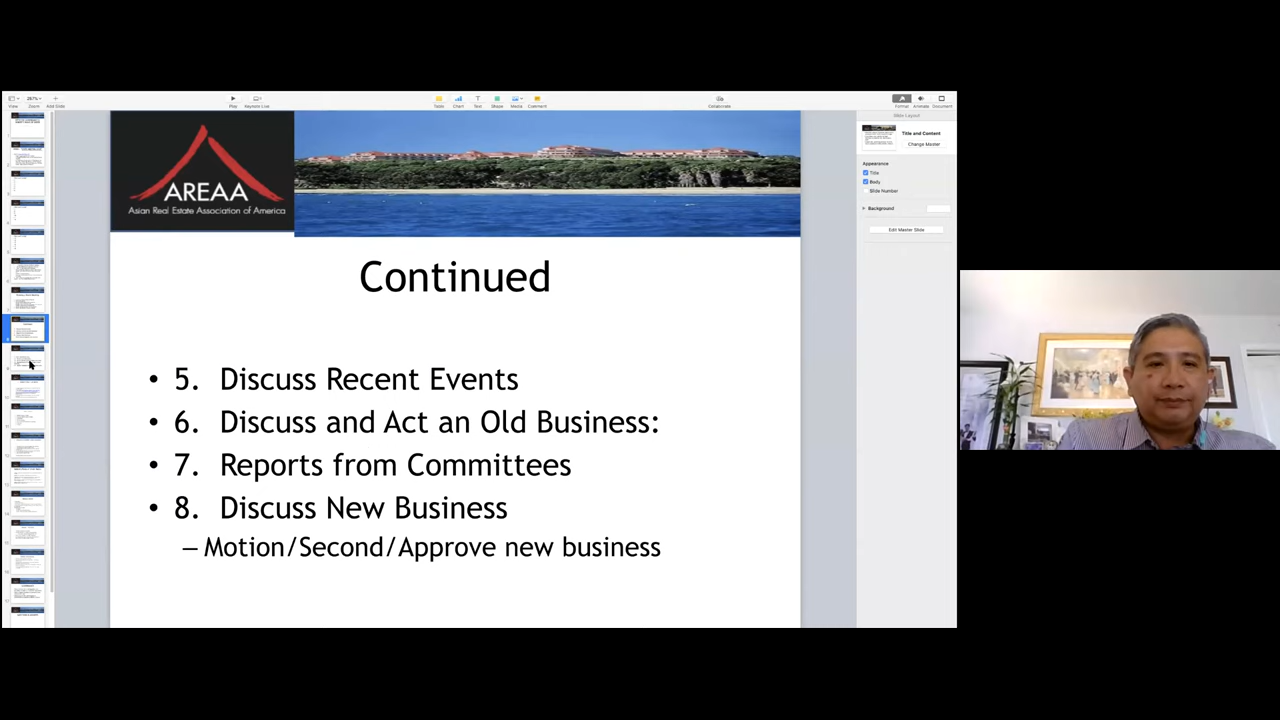 View
Zoom
Add Slide
Play
Keynote Live
Table
Chart
Text
Shape
Media
Comment
Collaborate
Format
Animate
Document
AREAA
Asian Real Estate Association of America
Continued
• 5. Discuss Recent Events
• 6. Discuss and Act an Old Business:
• 7. Reports from Committees
• 8. Discuss New Business
– Motion/Second/Approve new business
Slide Layout
Title and Content
Change Master
Appearance
Title
Body
Slide Number
Background
Edit Master Slide